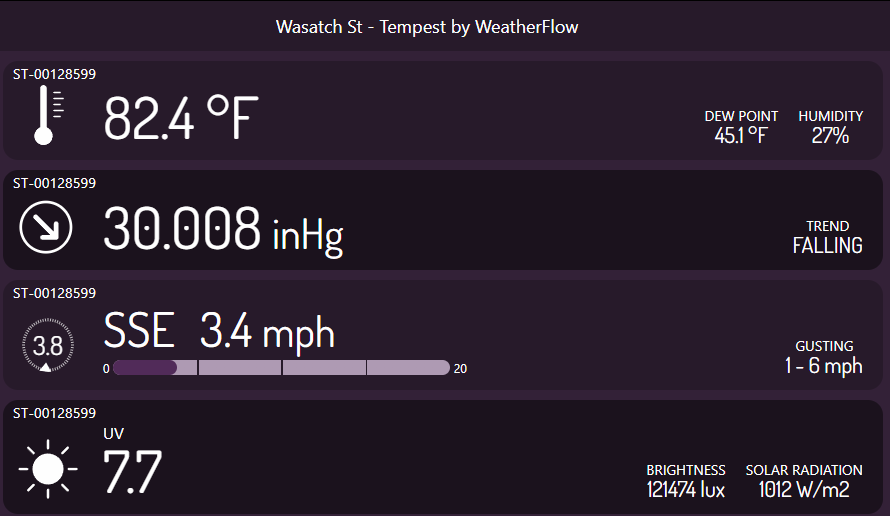 Wasatch St - Tempest by WeatherFlow
ST-00128599
82.4 °F
DEW POINT HUMIDITY
45.1 °F 27%
ST-00128599
30.008 inHg
TREND
FALLING
ST-00128599
3.8
SSE 3.4 mph
0 20
GUSTING
1 - 6 mph
ST-00128599
UV
7.7
BRIGHTNESS SOLAR RADIATION
121474 lux 1012 W/m2